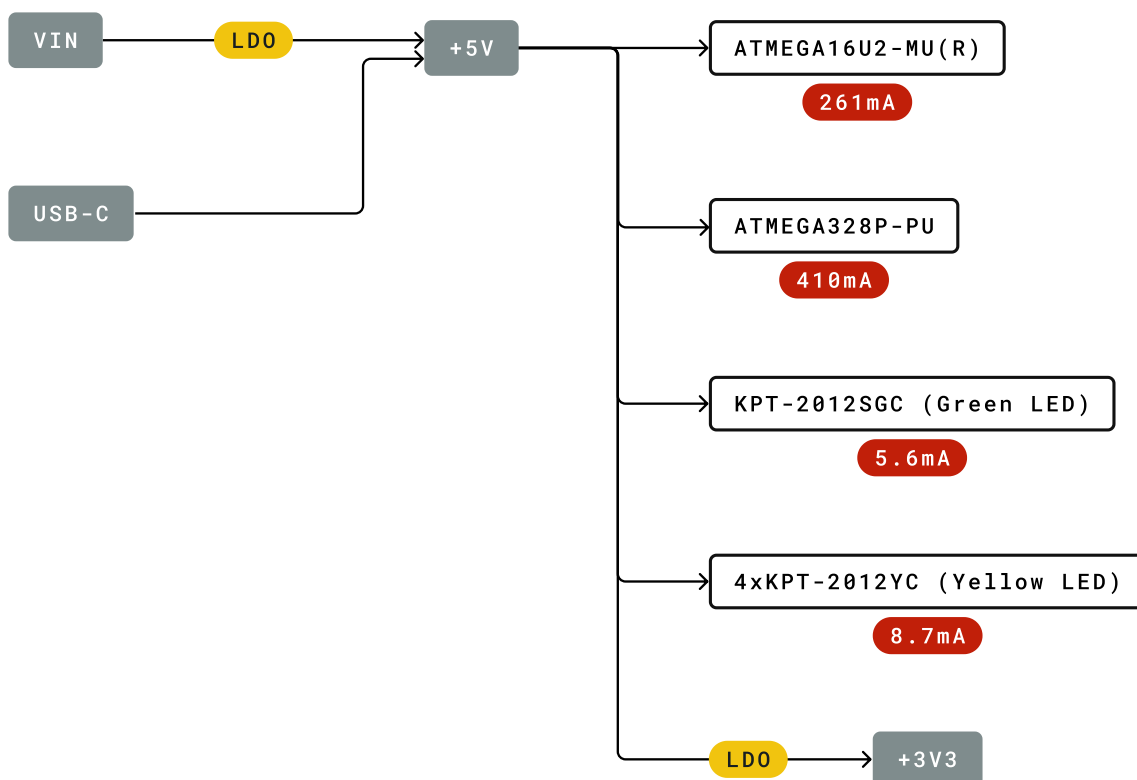 VIN
LDO
+5V
ATMEGA16U2-MU(R)
261mA
USB-C
ATMEGA328P-PU
410mA
KPT-2012SGC (Green LED)
5.6mA
4xKPT-2012YC (Yellow LED)
8.7mA
LDO
+3V3